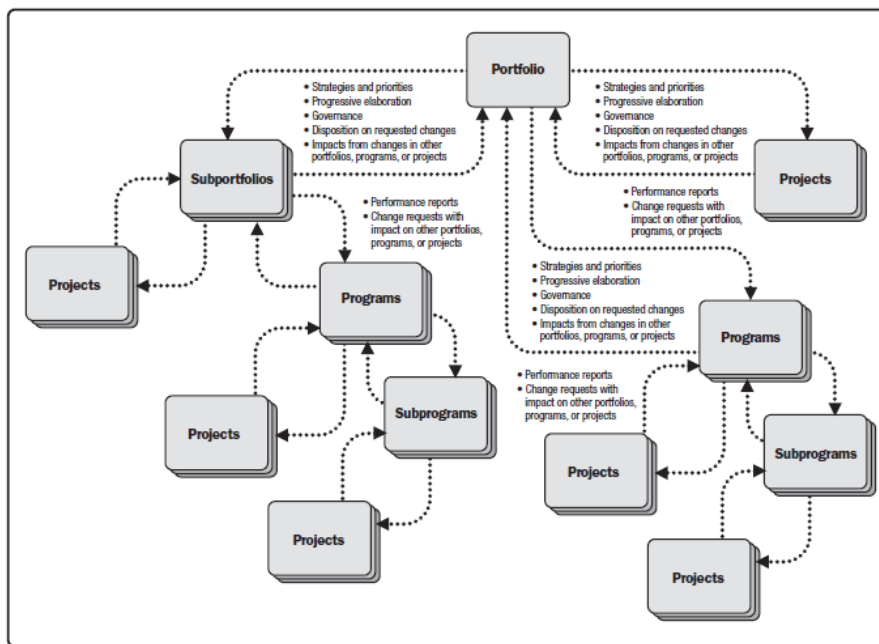 Portfolio
• Strategies and priorities
• Progressive elaboration
• Governance
• Disposition on requested changes
• Impacts from changes in other
portfolios, programs, or projects
• Strategies and priorities
• Progressive elaboration
• Governance
• Disposition on requested changes
• Impacts from changes in other
portfolios, programs, or projects
Subportfolios
Projects
• Performance reports
• Change requests with
impact on other portfolios,
programs, or projects
• Performance reports
• Change requests with
impact on other portfolios,
programs, or projects
Projects
Programs
• Strategies and priorities
• Progressive elaboration
• Governance
• Disposition on requested changes
• Impacts from changes in other
portfolios, programs, or projects
Programs
• Performance reports
• Change requests with
impact on other portfolios,
programs, or projects
Projects
Subprograms
Projects
Subprograms
Projects
Projects